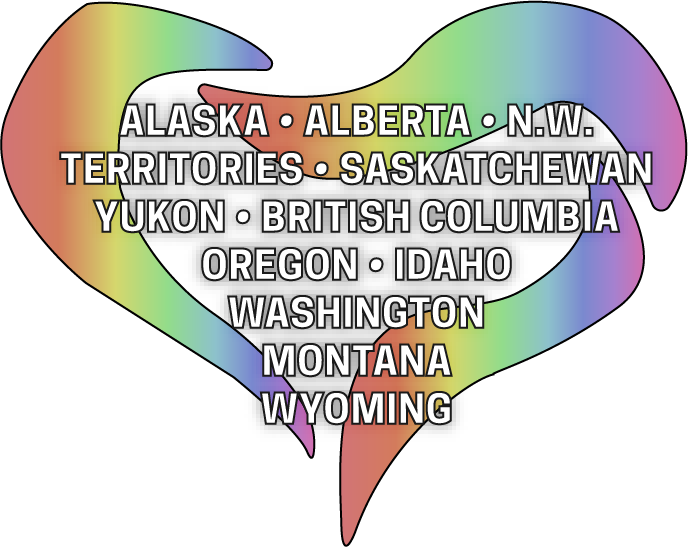 ALASKA • ALBERTA • N.W.
TERRITORIES • SASKATCHEWAN
YUKON • BRITISH COLUMBIA
OREGON • IDAHO
WASHINGTON
MONTANA
WYOMING